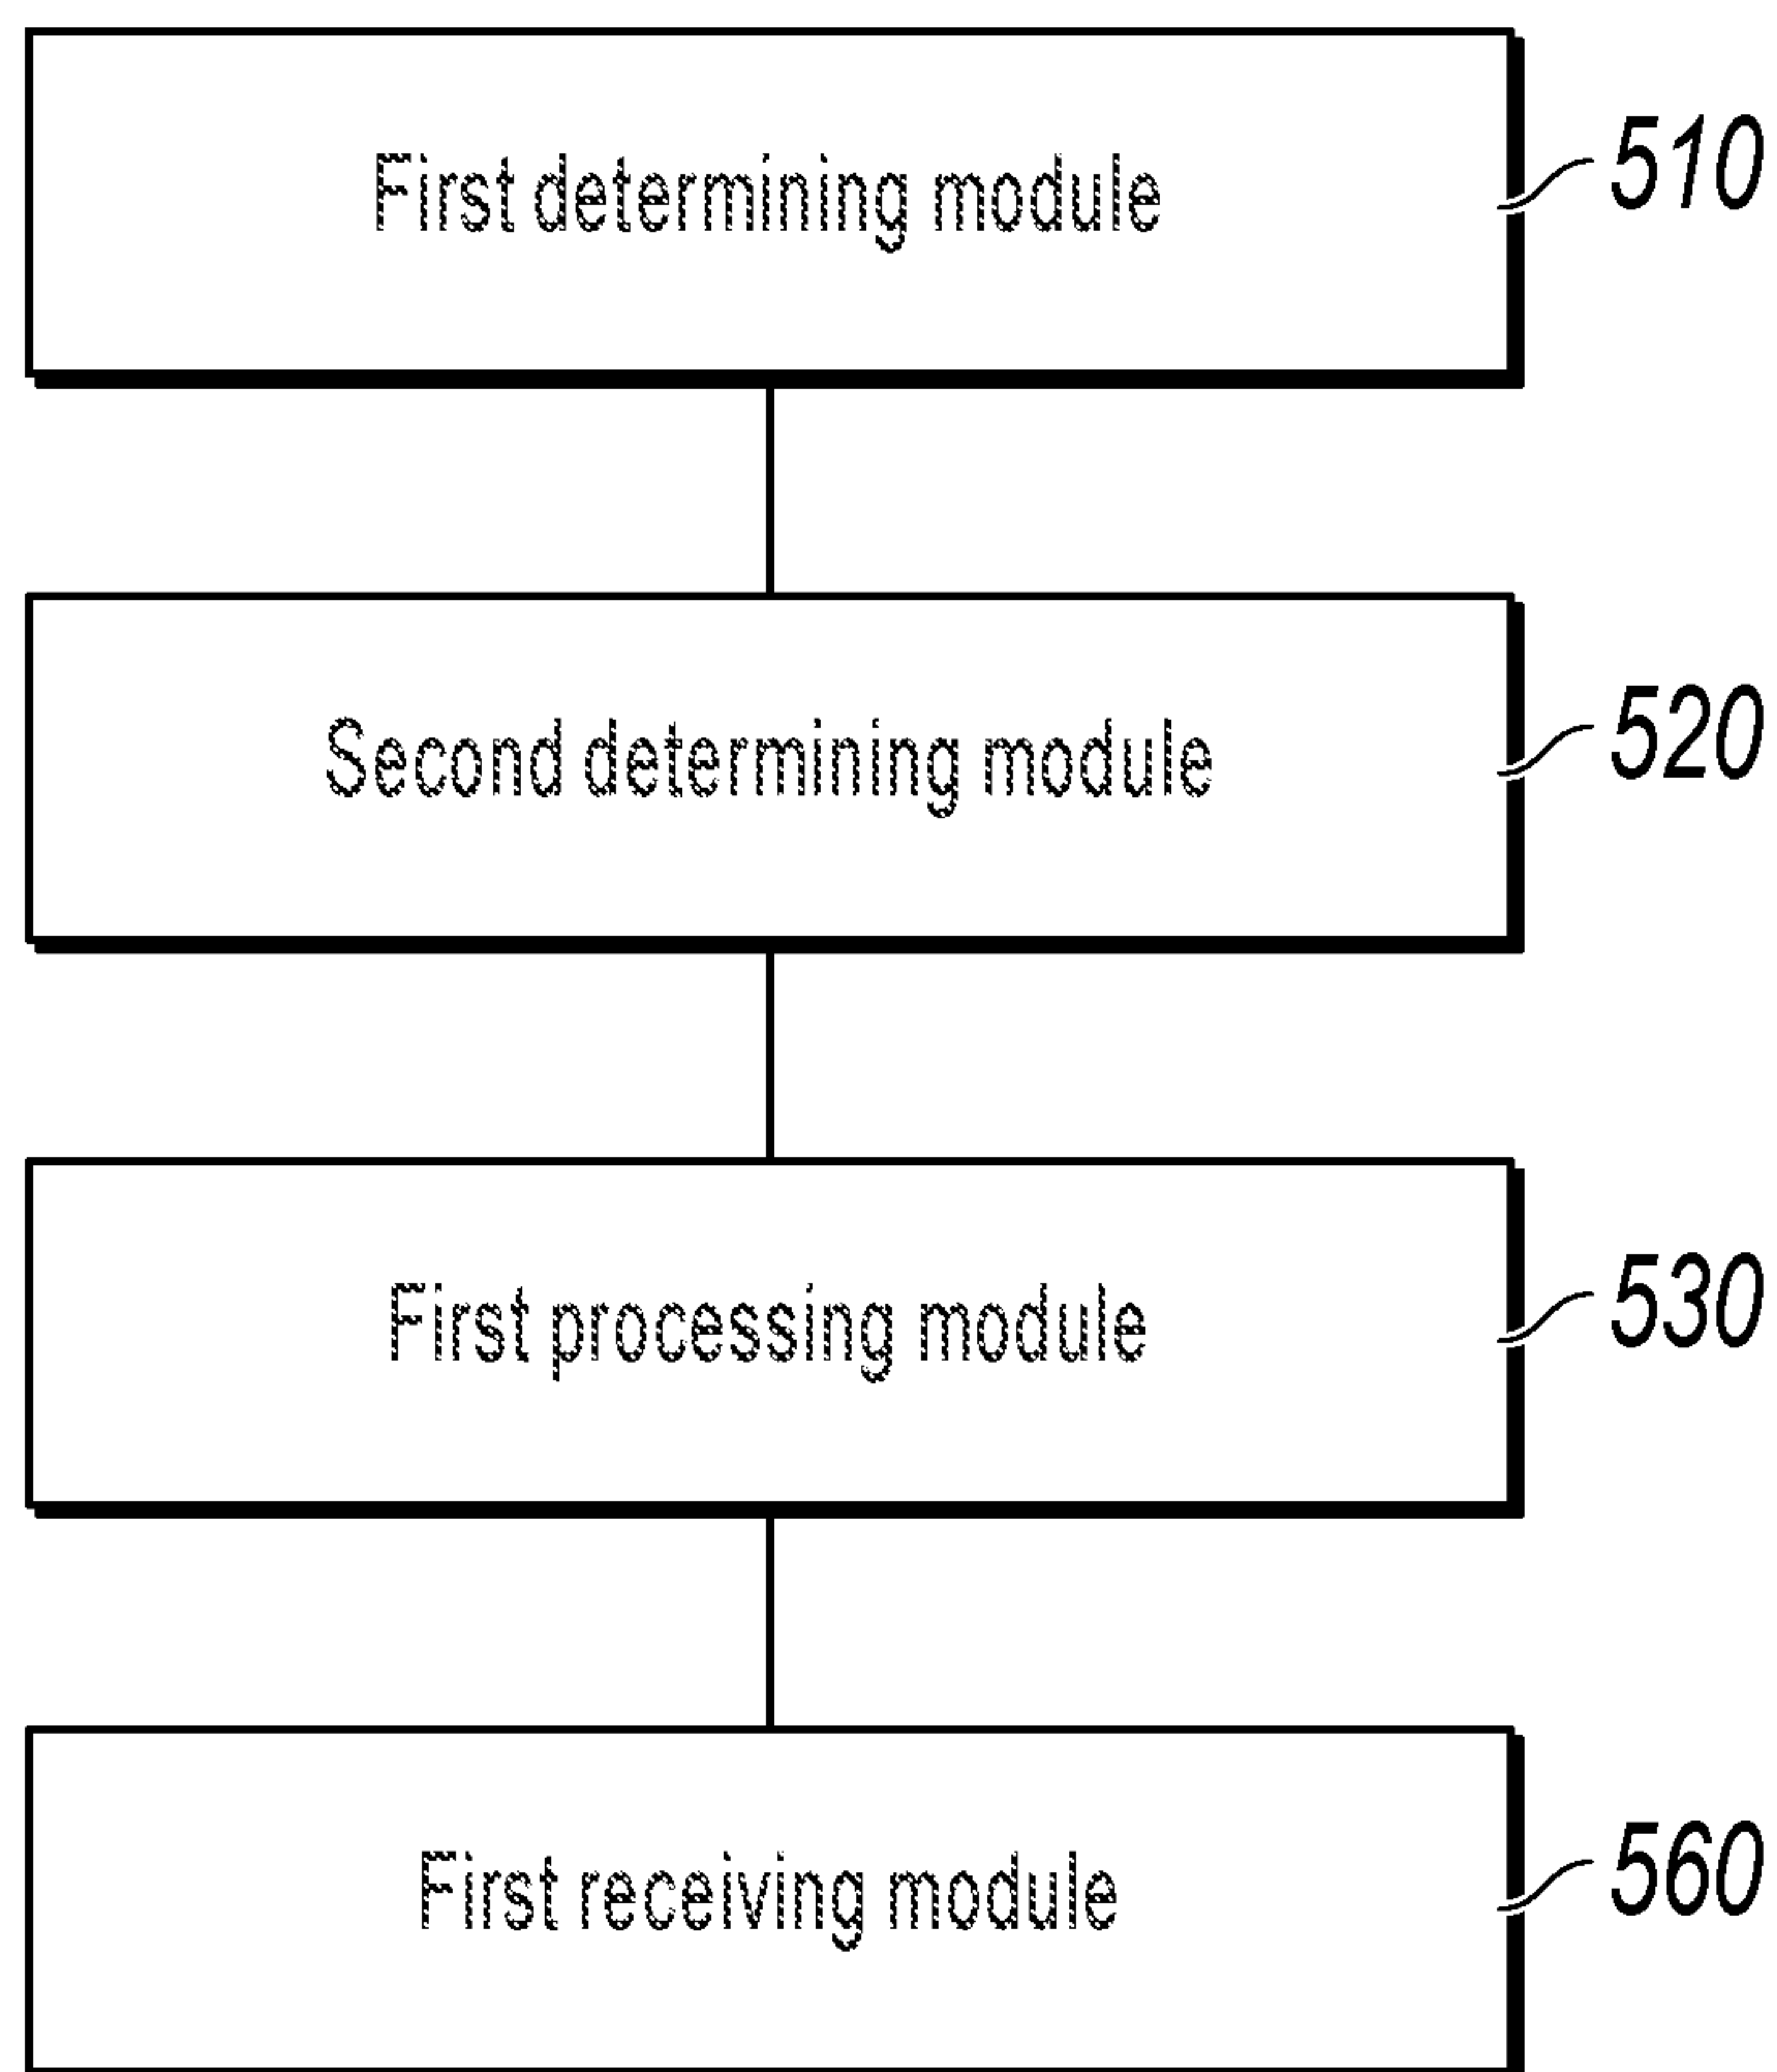 First determining module
510
Second determining module
520
First processing module
530
First receiving module
560